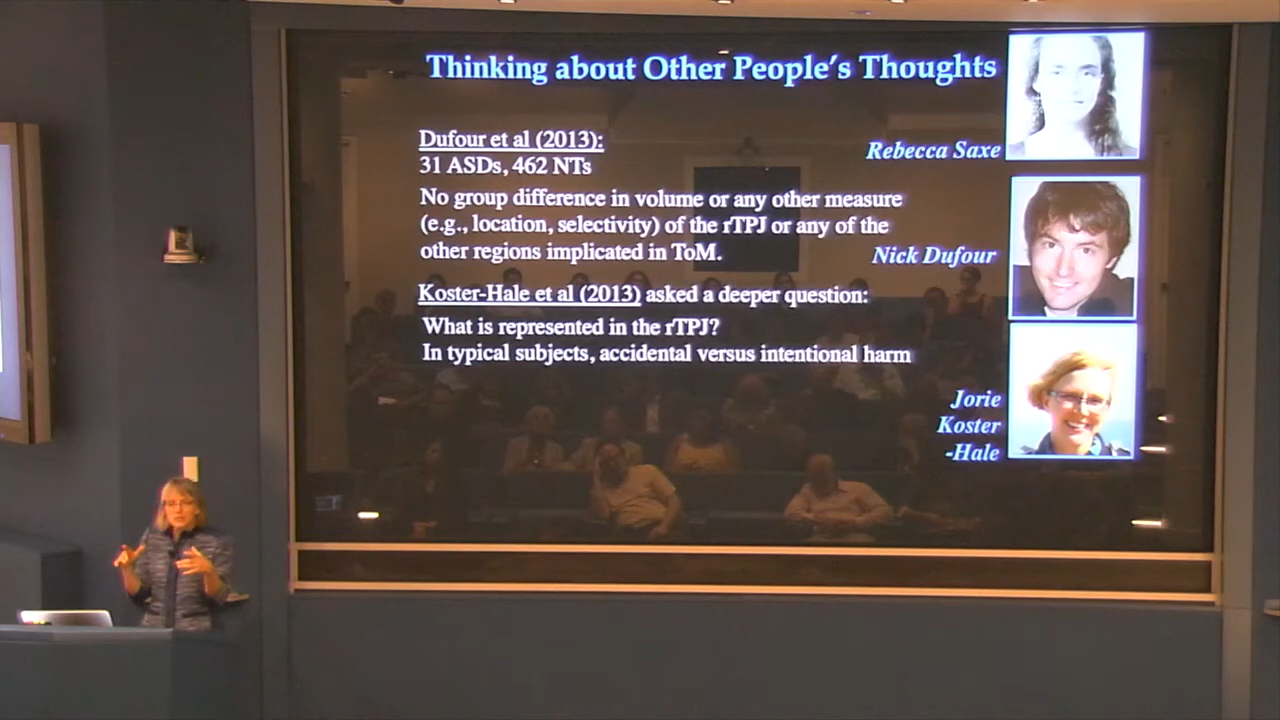 Thinking about Other People's Thoughts
Dufour et al (2013):
31 ASDs, 462 NTs
Rebecca Saxe
No group difference in volume or any other measure
(e.g., location, selectivity) of the rTPJ or any of the
other regions implicated in ToM.
Nick Dufour
Koster-Hale et al (2013) asked a deeper question:
What is represented in the rTPJ?
In typical subjects, accidental versus intentional harm
Jorie
Koster
-Hale